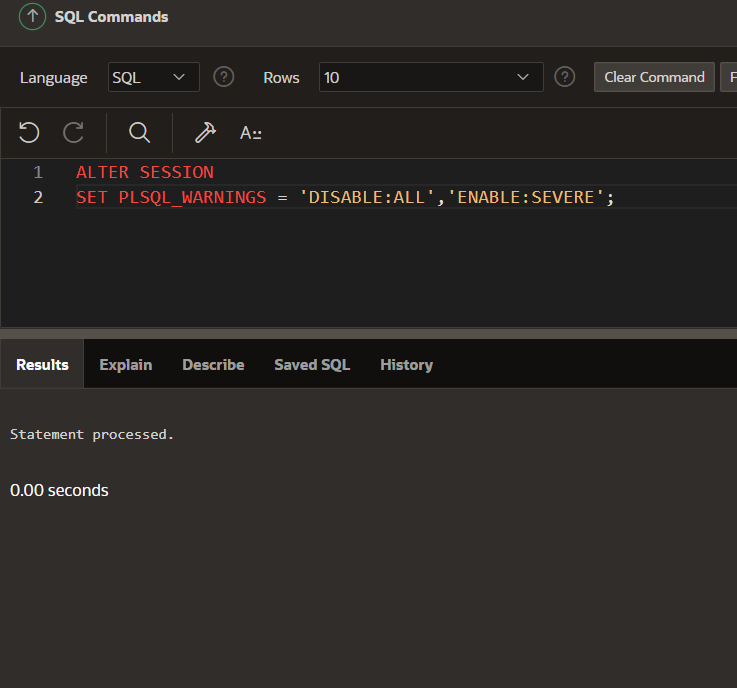 SQL Commands
Language SQL Rows 10 Clear Command
A::
1 ALTER SESSION
2 SET PLSQL_WARNINGS = 'DISABLE:ALL','ENABLE:SEVERE';
Results Explain Describe Saved SQL History
Statement processed.
0.00 seconds